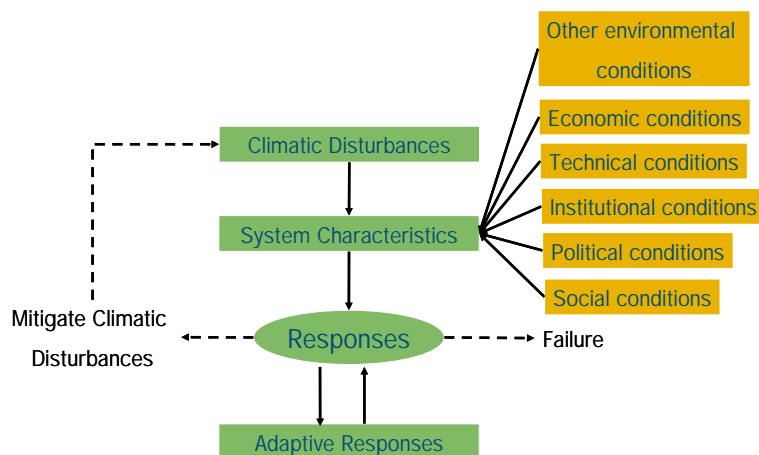 Other environmental
conditions
Economic conditions
Climatic Disturbances
Technical conditions
Institutional conditions
System Characteristics
Political conditions
Social conditions
Mitigate Climatic
Disturbances
Responses
Failure
Adaptive Responses